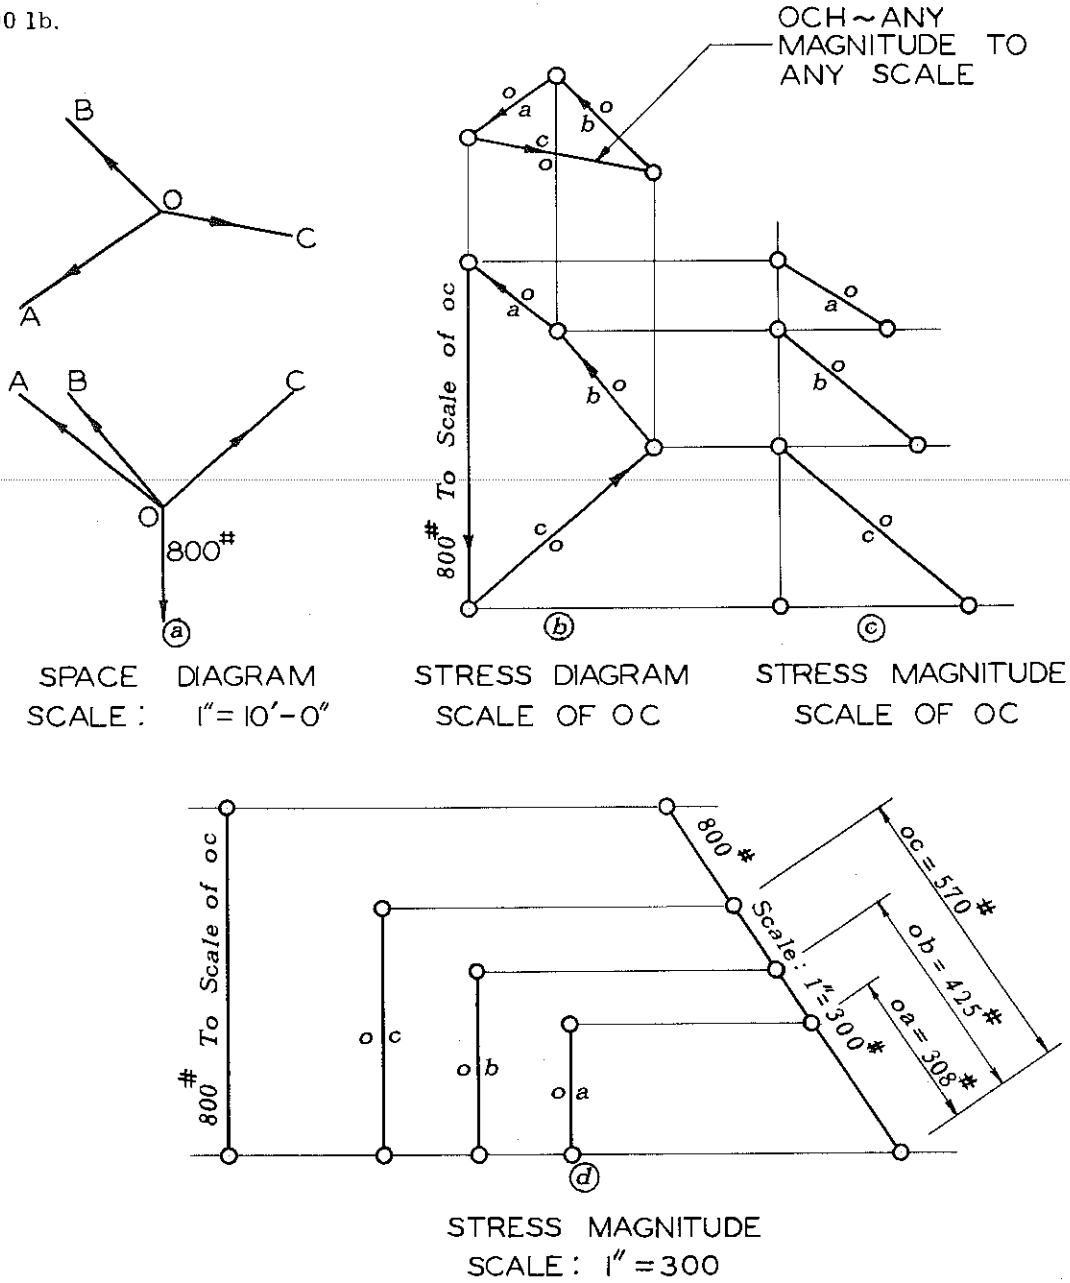 00 lb.
OCH~ANY
MAGNITUDE TO
ANY SCALE
B
O
C
A
o
a
o
b
c
o
A
B
C
O
800#
a
800# To Scale of oc
o
a
o
b
c
o
b
o
a
o
b
o
c
c
SPACE DIAGRAM
SCALE: 1"=10'-0"
STRESS DIAGRAM
SCALE OF OC
STRESS MAGNITUDE
SCALE OF OC
800# To Scale of oc
o c
o b
o a
800#
Scale: 1"=300#
oc = 570#
ob = 425#
oa = 308#
d
STRESS MAGNITUDE
SCALE: 1"=300